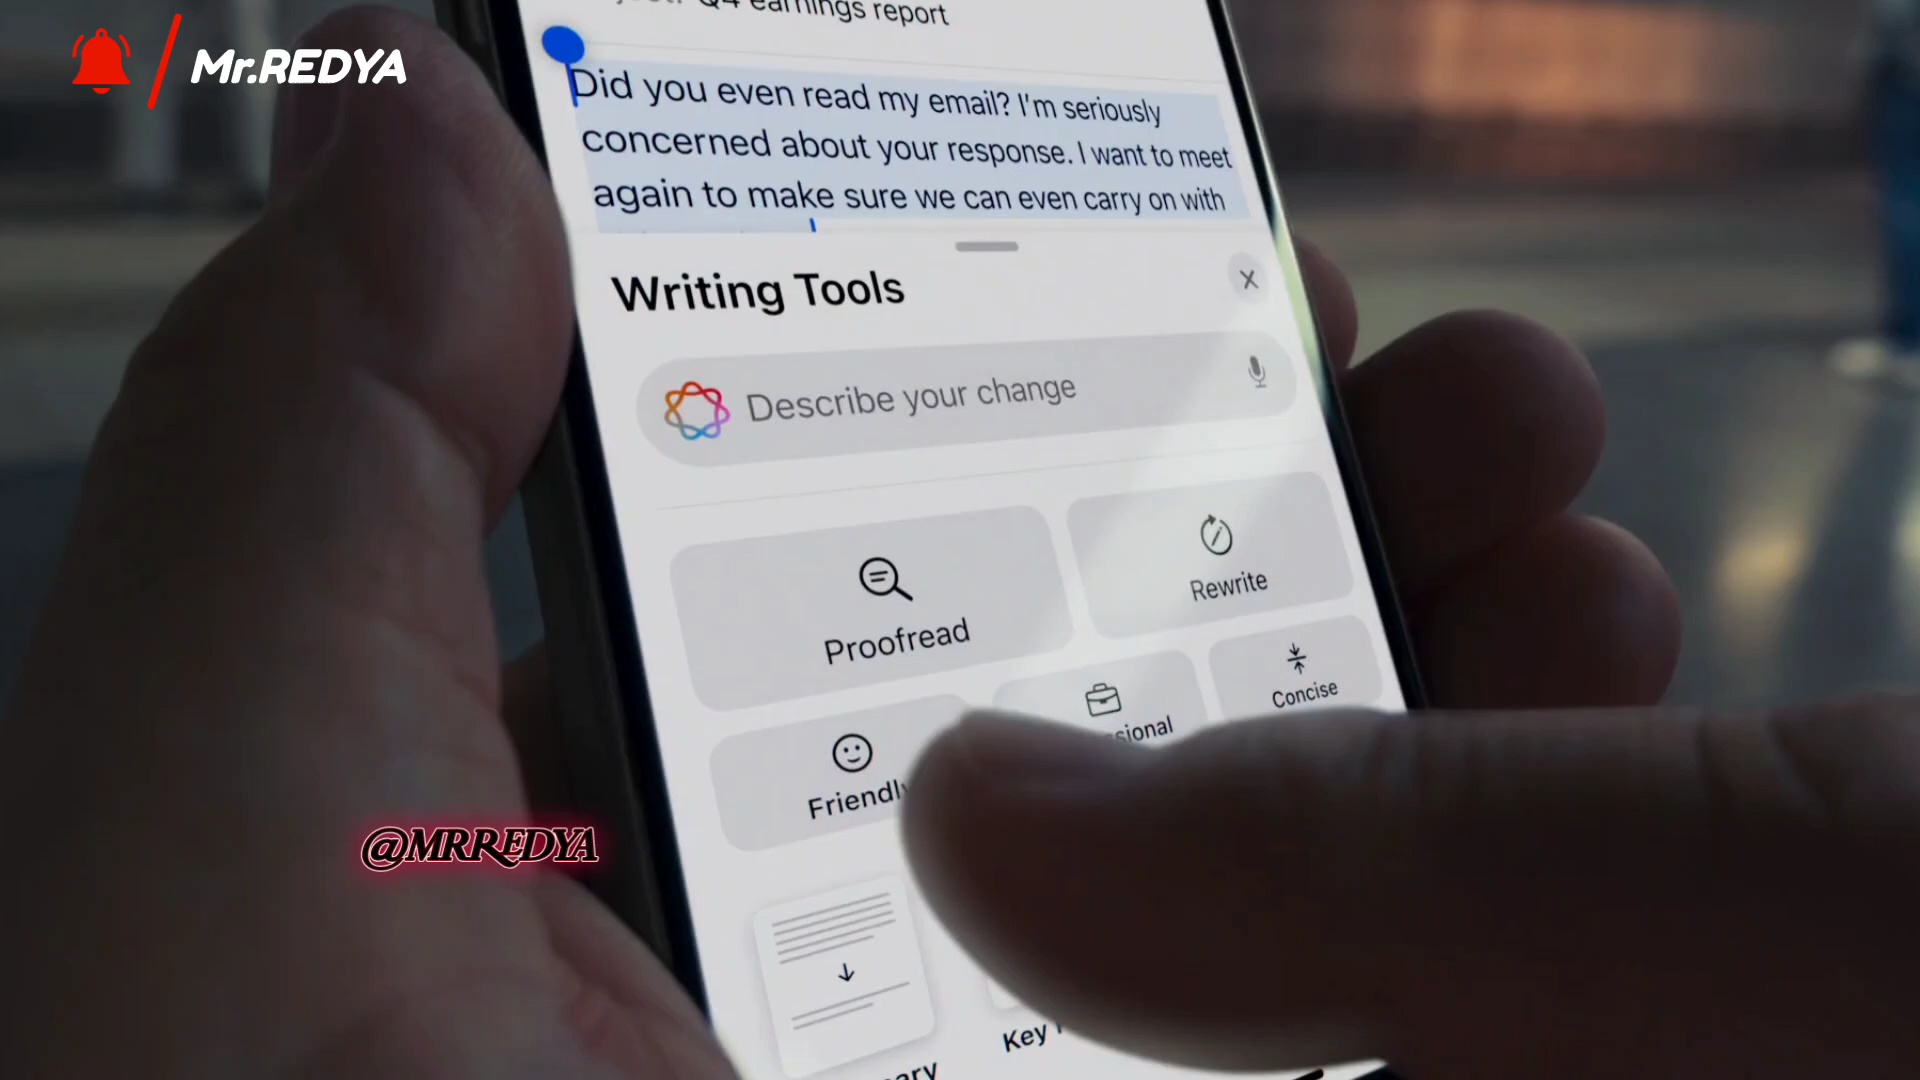 Mr.REDYA
Q4 earnings report
Did you even read my email? I'm seriously
concerned about your response. I want to meet
again to make sure we can even carry on with
Writing Tools
Describe your change
Proofread
Rewrite
Friendly
Concise
@MRREDYA
Key